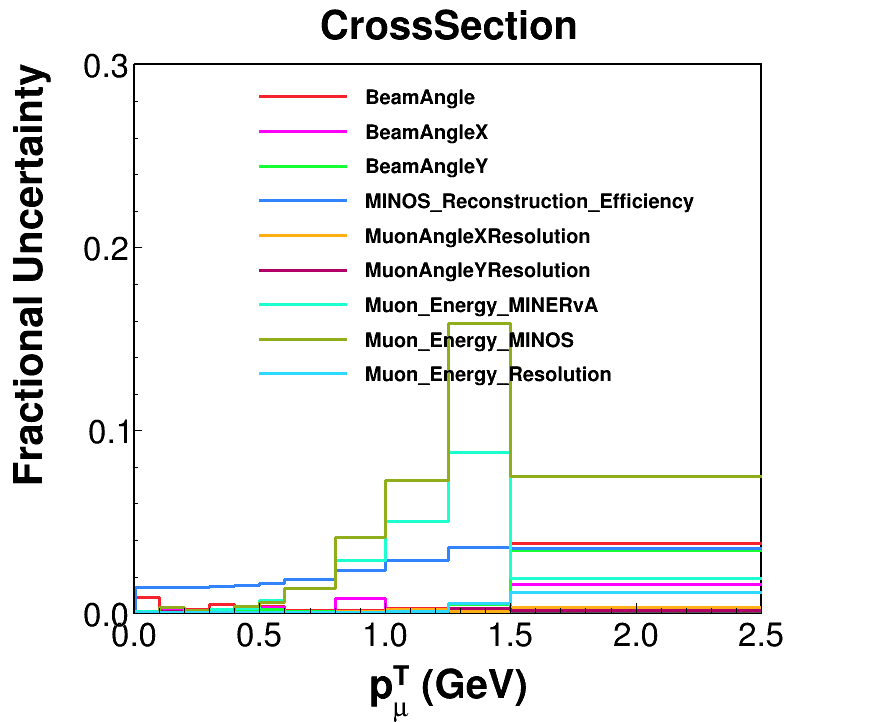 CrossSection
Fractional Uncertainty
0.3
0.2
0.1
0.0
BeamAngle
BeamAngleX
BeamAngleY
MINOS_Reconstruction_Efficiency
MuonAngleXResolution
MuonAngleYResolution
Muon_Energy_MINERvA
Muon_Energy_MINOS
Muon_Energy_Resolution
0.0 0.5 1.0 1.5 2.0 2.5
p_μ^T (GeV)